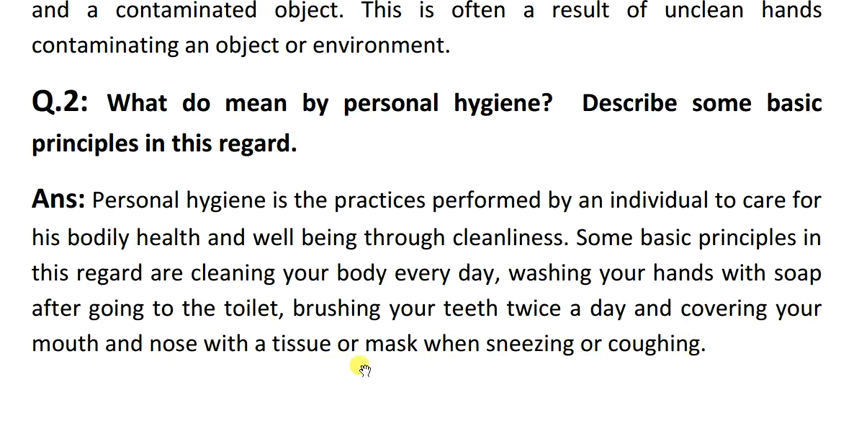 and a contaminated object. This is often a result of unclean hands
contaminating an object or environment.
Q.2: What do mean by personal hygiene? Describe some basic
principles in this regard.
Ans: Personal hygiene is the practices performed by an individual to care for
his bodily health and well being through cleanliness. Some basic principles in
this regard are cleaning your body every day, washing your hands with soap
after going to the toilet, brushing your teeth twice a day and covering your
mouth and nose with a tissue or mask when sneezing or coughing.